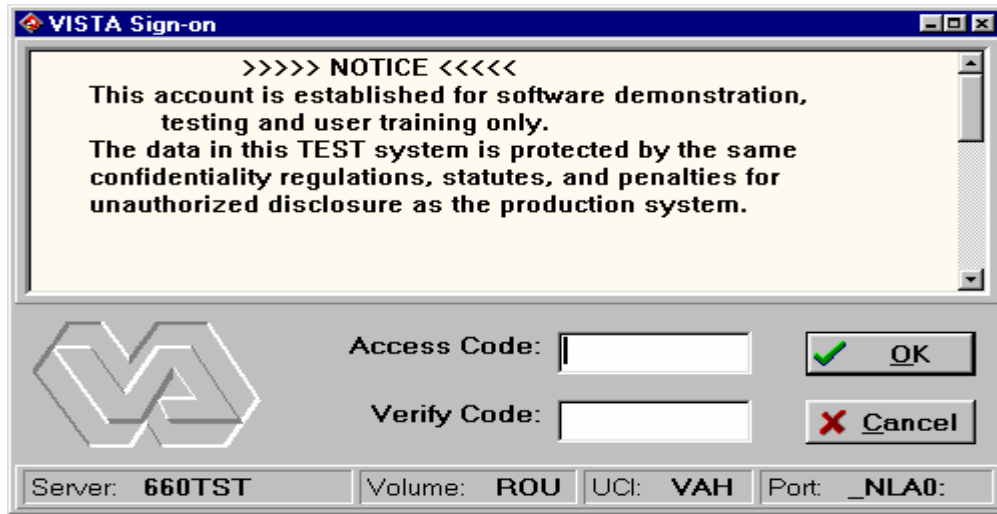 VISTA Sign-on
>>>>> NOTICE <<<<<
This account is established for software demonstration,
testing and user training only.
The data in this TEST system is protected by the same
confidentiality regulations, statutes, and penalties for
unauthorized disclosure as the production system.
Access Code:
OK
Verify Code:
Cancel
Server: 660TST Volume: ROU UCI: VAH Port: _NLA0: